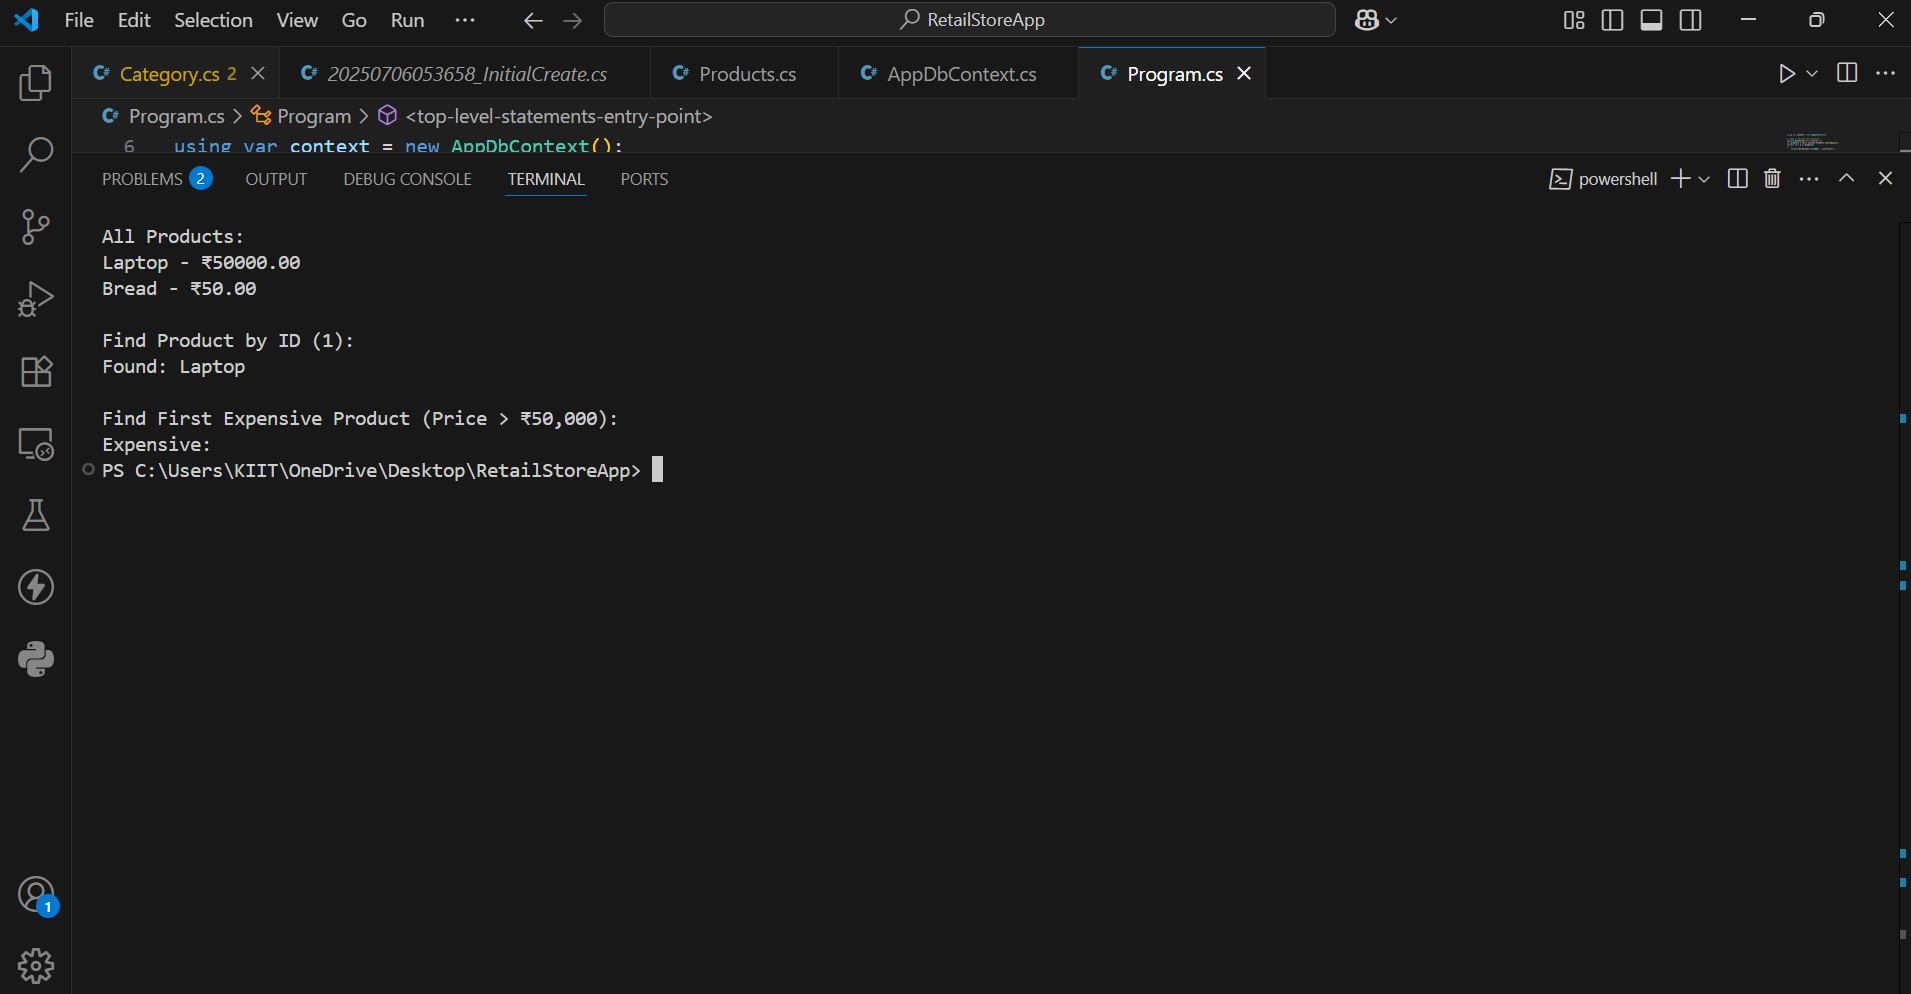 File Edit Selection View Go Run ··· RetailStoreApp
Category.cs 2 20250706053658_InitialCreate.cs Products.cs AppDbContext.cs Program.cs
Program.cs > Program > <top-level-statements-entry-point>
6 using var context = new AppDbContext();
PROBLEMS 2 OUTPUT DEBUG CONSOLE TERMINAL PORTS powershell
All Products:
Laptop - ₹50000.00
Bread - ₹50.00
Find Product by ID (1):
Found: Laptop
Find First Expensive Product (Price > ₹50,000):
Expensive:
PS C:\Users\KIIT\OneDrive\Desktop\RetailStoreApp>
1